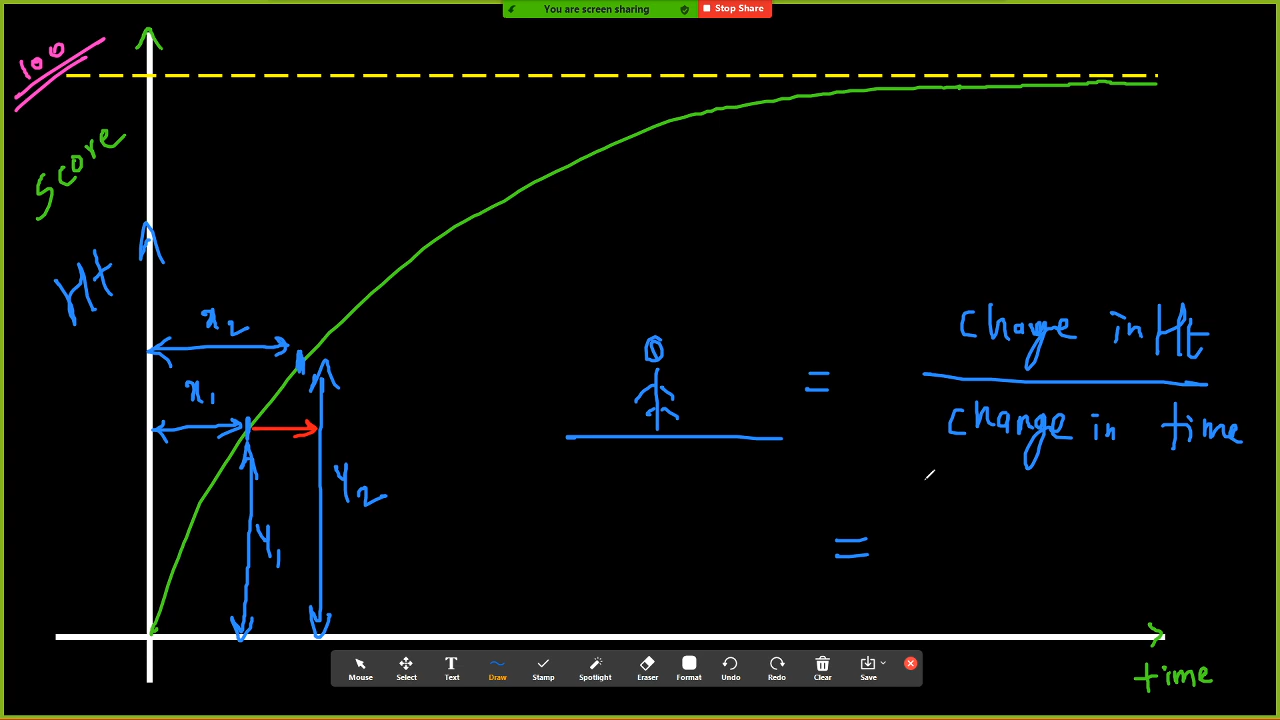 You are screen sharing Stop Share
100
Score
Ht
x2
x1
y2
y1
=
Change in Ht
Change in time
=
time
Mouse Select Text Draw Stamp Spotlight Eraser Format Undo Redo Clear Save